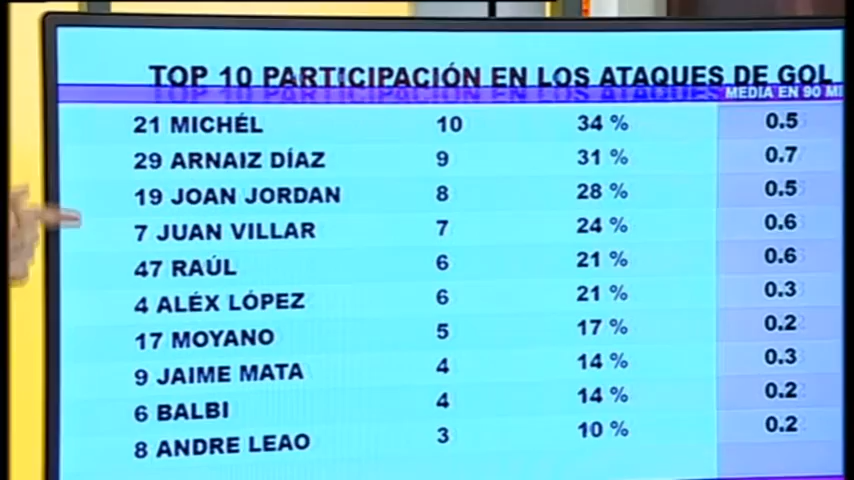 TOP 10 PARTICIPACIÓN EN LOS ATAQUES DE GOL
MEDIA EN 90
21 MICHÉL 10 34 % 0.5
29 ARNAIZ DÍAZ 9 31 % 0.7
19 JOAN JORDAN 8 28 % 0.5
7 JUAN VILLAR 7 24 % 0.6
47 RAÚL 6 21 % 0.6
4 ALÉX LÓPEZ 6 21 % 0.3
17 MOYANO 5 17 % 0.2
9 JAIME MATA 4 14 % 0.3
6 BALBI 4 14 % 0.2
8 ANDRE LEAO 3 10 % 0.2